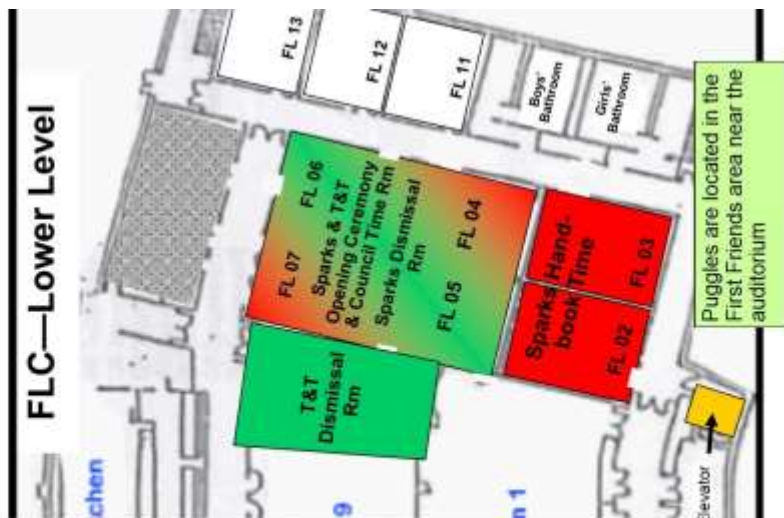 FLC—Lower Level
FL 13
FL 12
FL 11
Boys'
Bathroom
Girls'
Bathroom
FL 07
FL 06
Sparks & T&T
Opening Ceremony
& Council Time Rm
Sparks Dismissal
Rm
FL 05
FL 04
T&T
Dismissal
Rm
Sparks Hand-
book Time
FL 02
FL 03
Puggles are located in the
First Friends area near the
auditorium
Elevator
chen
9
n 1